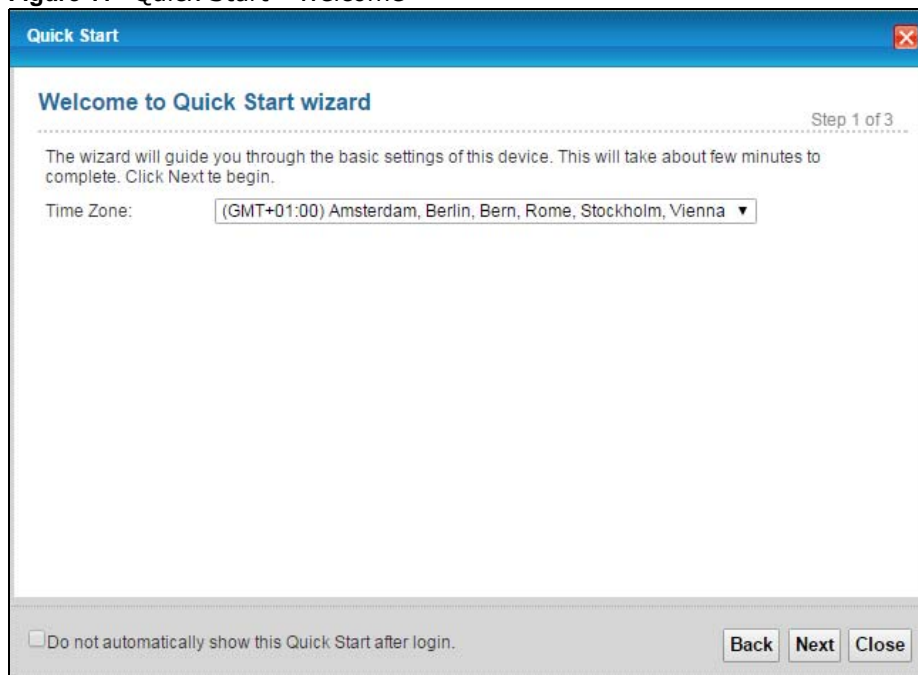 Quick Start
Welcome to Quick Start wizard
Step 1 of 3
The wizard will guide you through the basic settings of this device. This will take about few minutes to
complete. Click Next te begin.
Time Zone: (GMT+01:00) Amsterdam, Berlin, Bern, Rome, Stockholm, Vienna
Do not automatically show this Quick Start after login.
Back Next Close